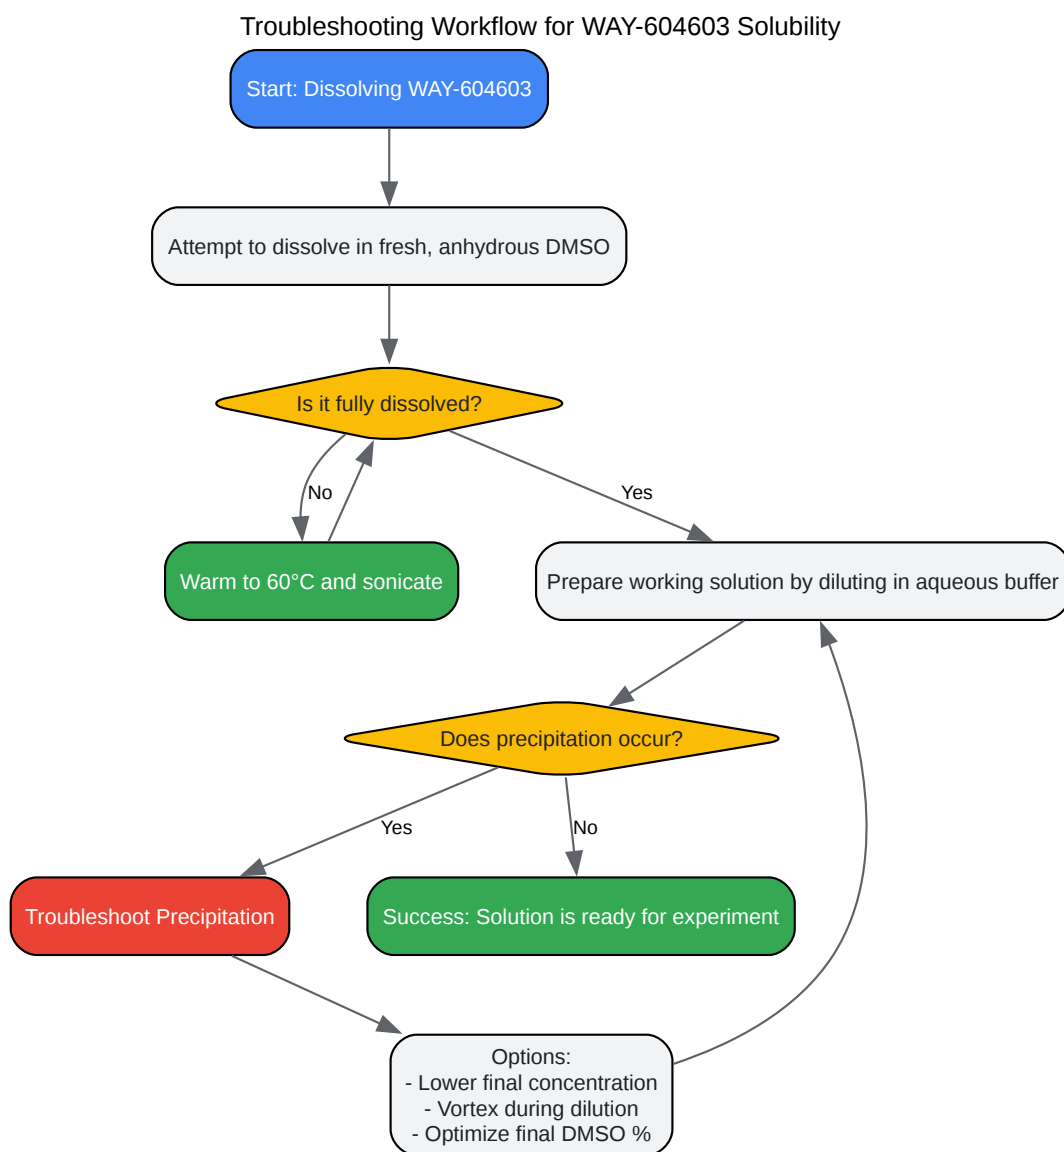 Troubleshooting Workflow for WAY-604603 Solubility
Start: Dissolving WAY-604603
Attempt to dissolve in fresh, anhydrous DMSO
Is it fully dissolved?
No
Yes
Warm to 60°C and sonicate
Prepare working solution by diluting in aqueous buffer
Does precipitation occur?
Yes
No
Troubleshoot Precipitation
Success: Solution is ready for experiment
Options:
- Lower final concentration
- Vortex during dilution
- Optimize final DMSO %